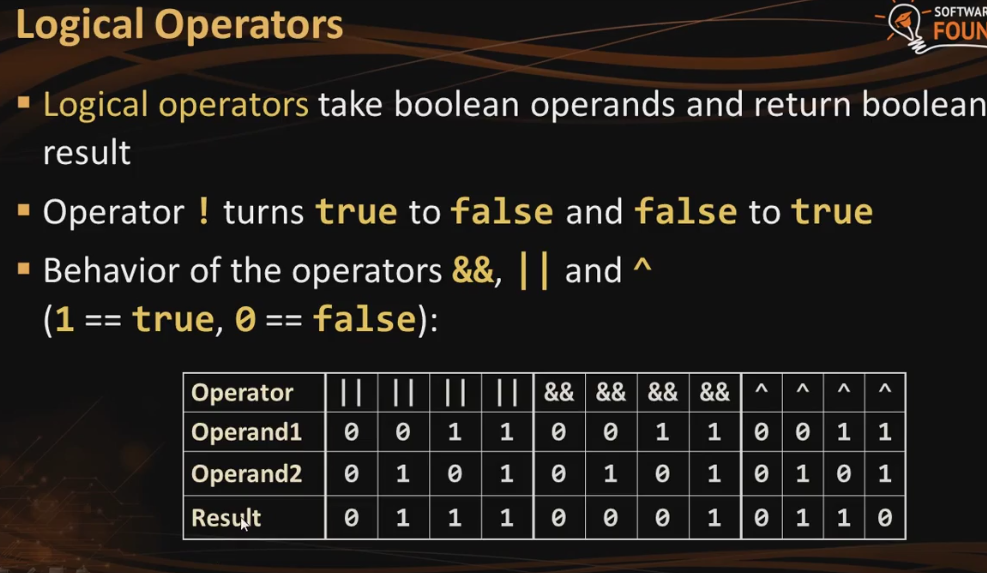 Logical Operators
SOFTWAR
FOUN
▪ Logical operators take boolean operands and return boolean
result
▪ Operator ! turns true to false and false to true
▪ Behavior of the operators &&, || and ^
(1 == true, 0 == false):
Operator || || || || && && && && ^ ^ ^ ^
Operand1 0 0 1 1 0 0 1 1 0 0 1 1
Operand2 0 1 0 1 0 1 0 1 0 1 0 1
Result 0 1 1 1 0 0 0 1 0 1 1 0